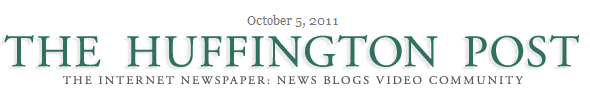 October 5, 2011
THE HUFFINGTON POST
THE INTERNET NEWSPAPER: NEWS BLOGS VIDEO COMMUNITY